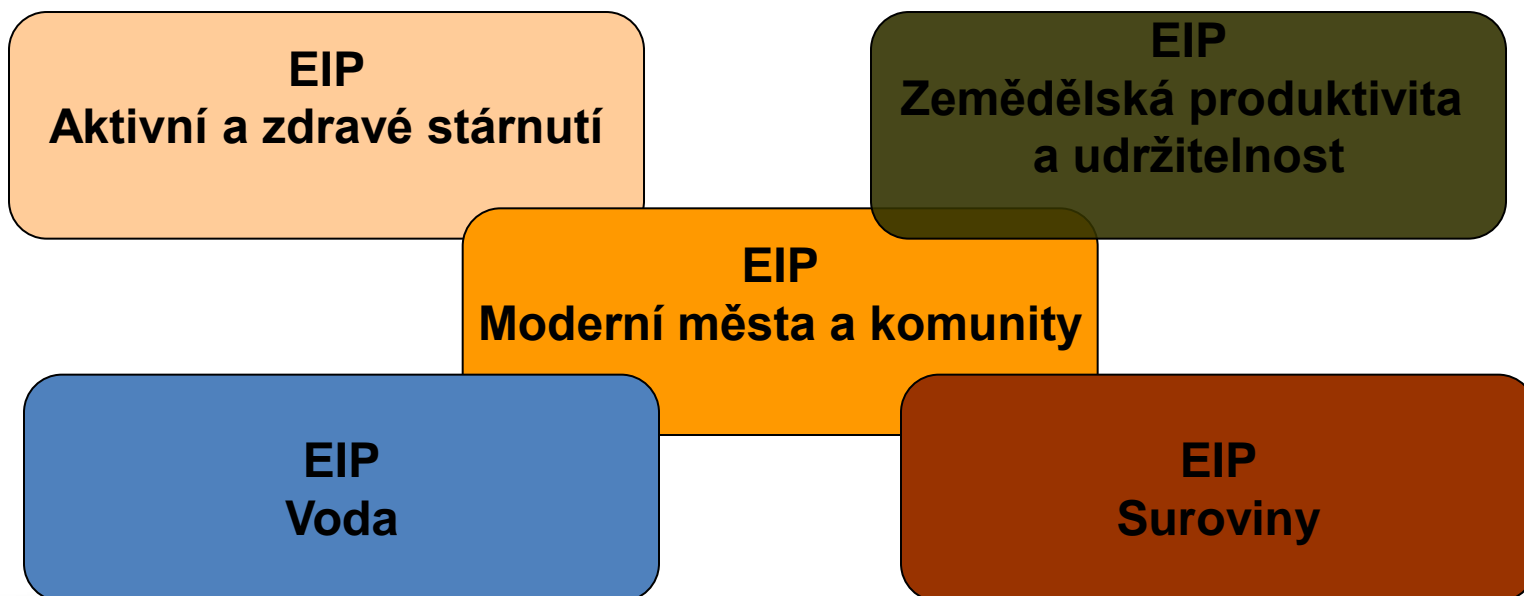 EIP
Aktivní a zdravé stárnutí
EIP
Zemědělská produktivita
a udržitelnost
EIP
Moderní města a komunity
EIP
Voda
EIP
Suroviny